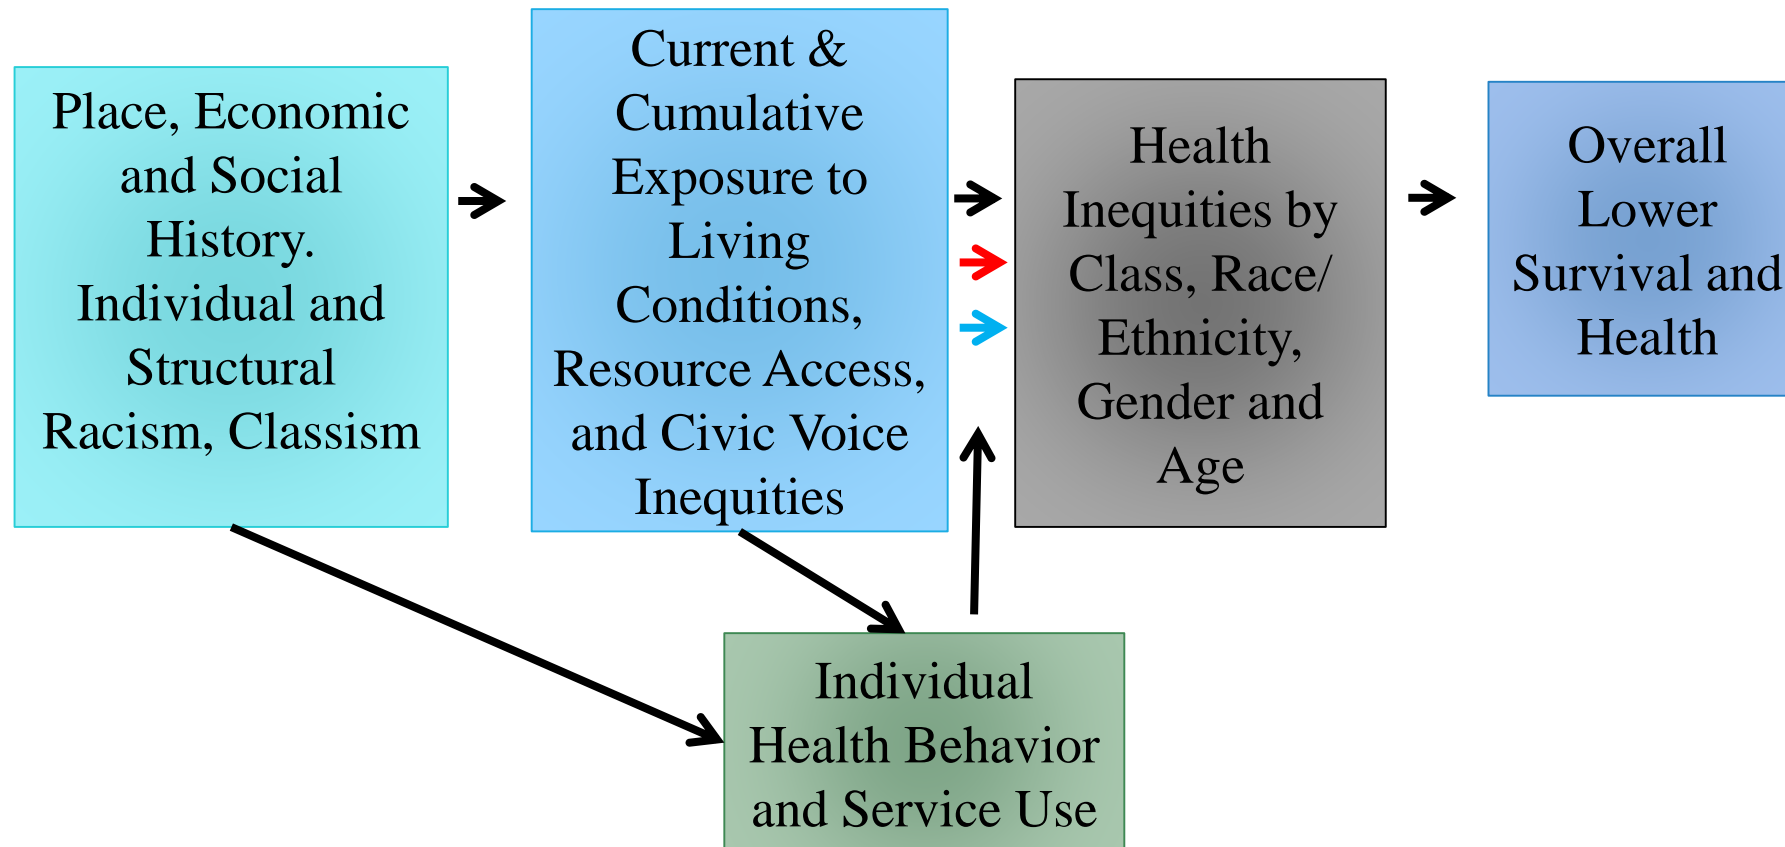 Place, Economic
and Social
History.
Individual and
Structural
Racism, Classism
Current &
Cumulative
Exposure to
Living
Conditions,
Resource Access,
and Civic Voice
Inequities
Health
Inequities by
Class, Race/
Ethnicity,
Gender and
Age
Overall
Lower
Survival and
Health
Individual
Health Behavior
and Service Use